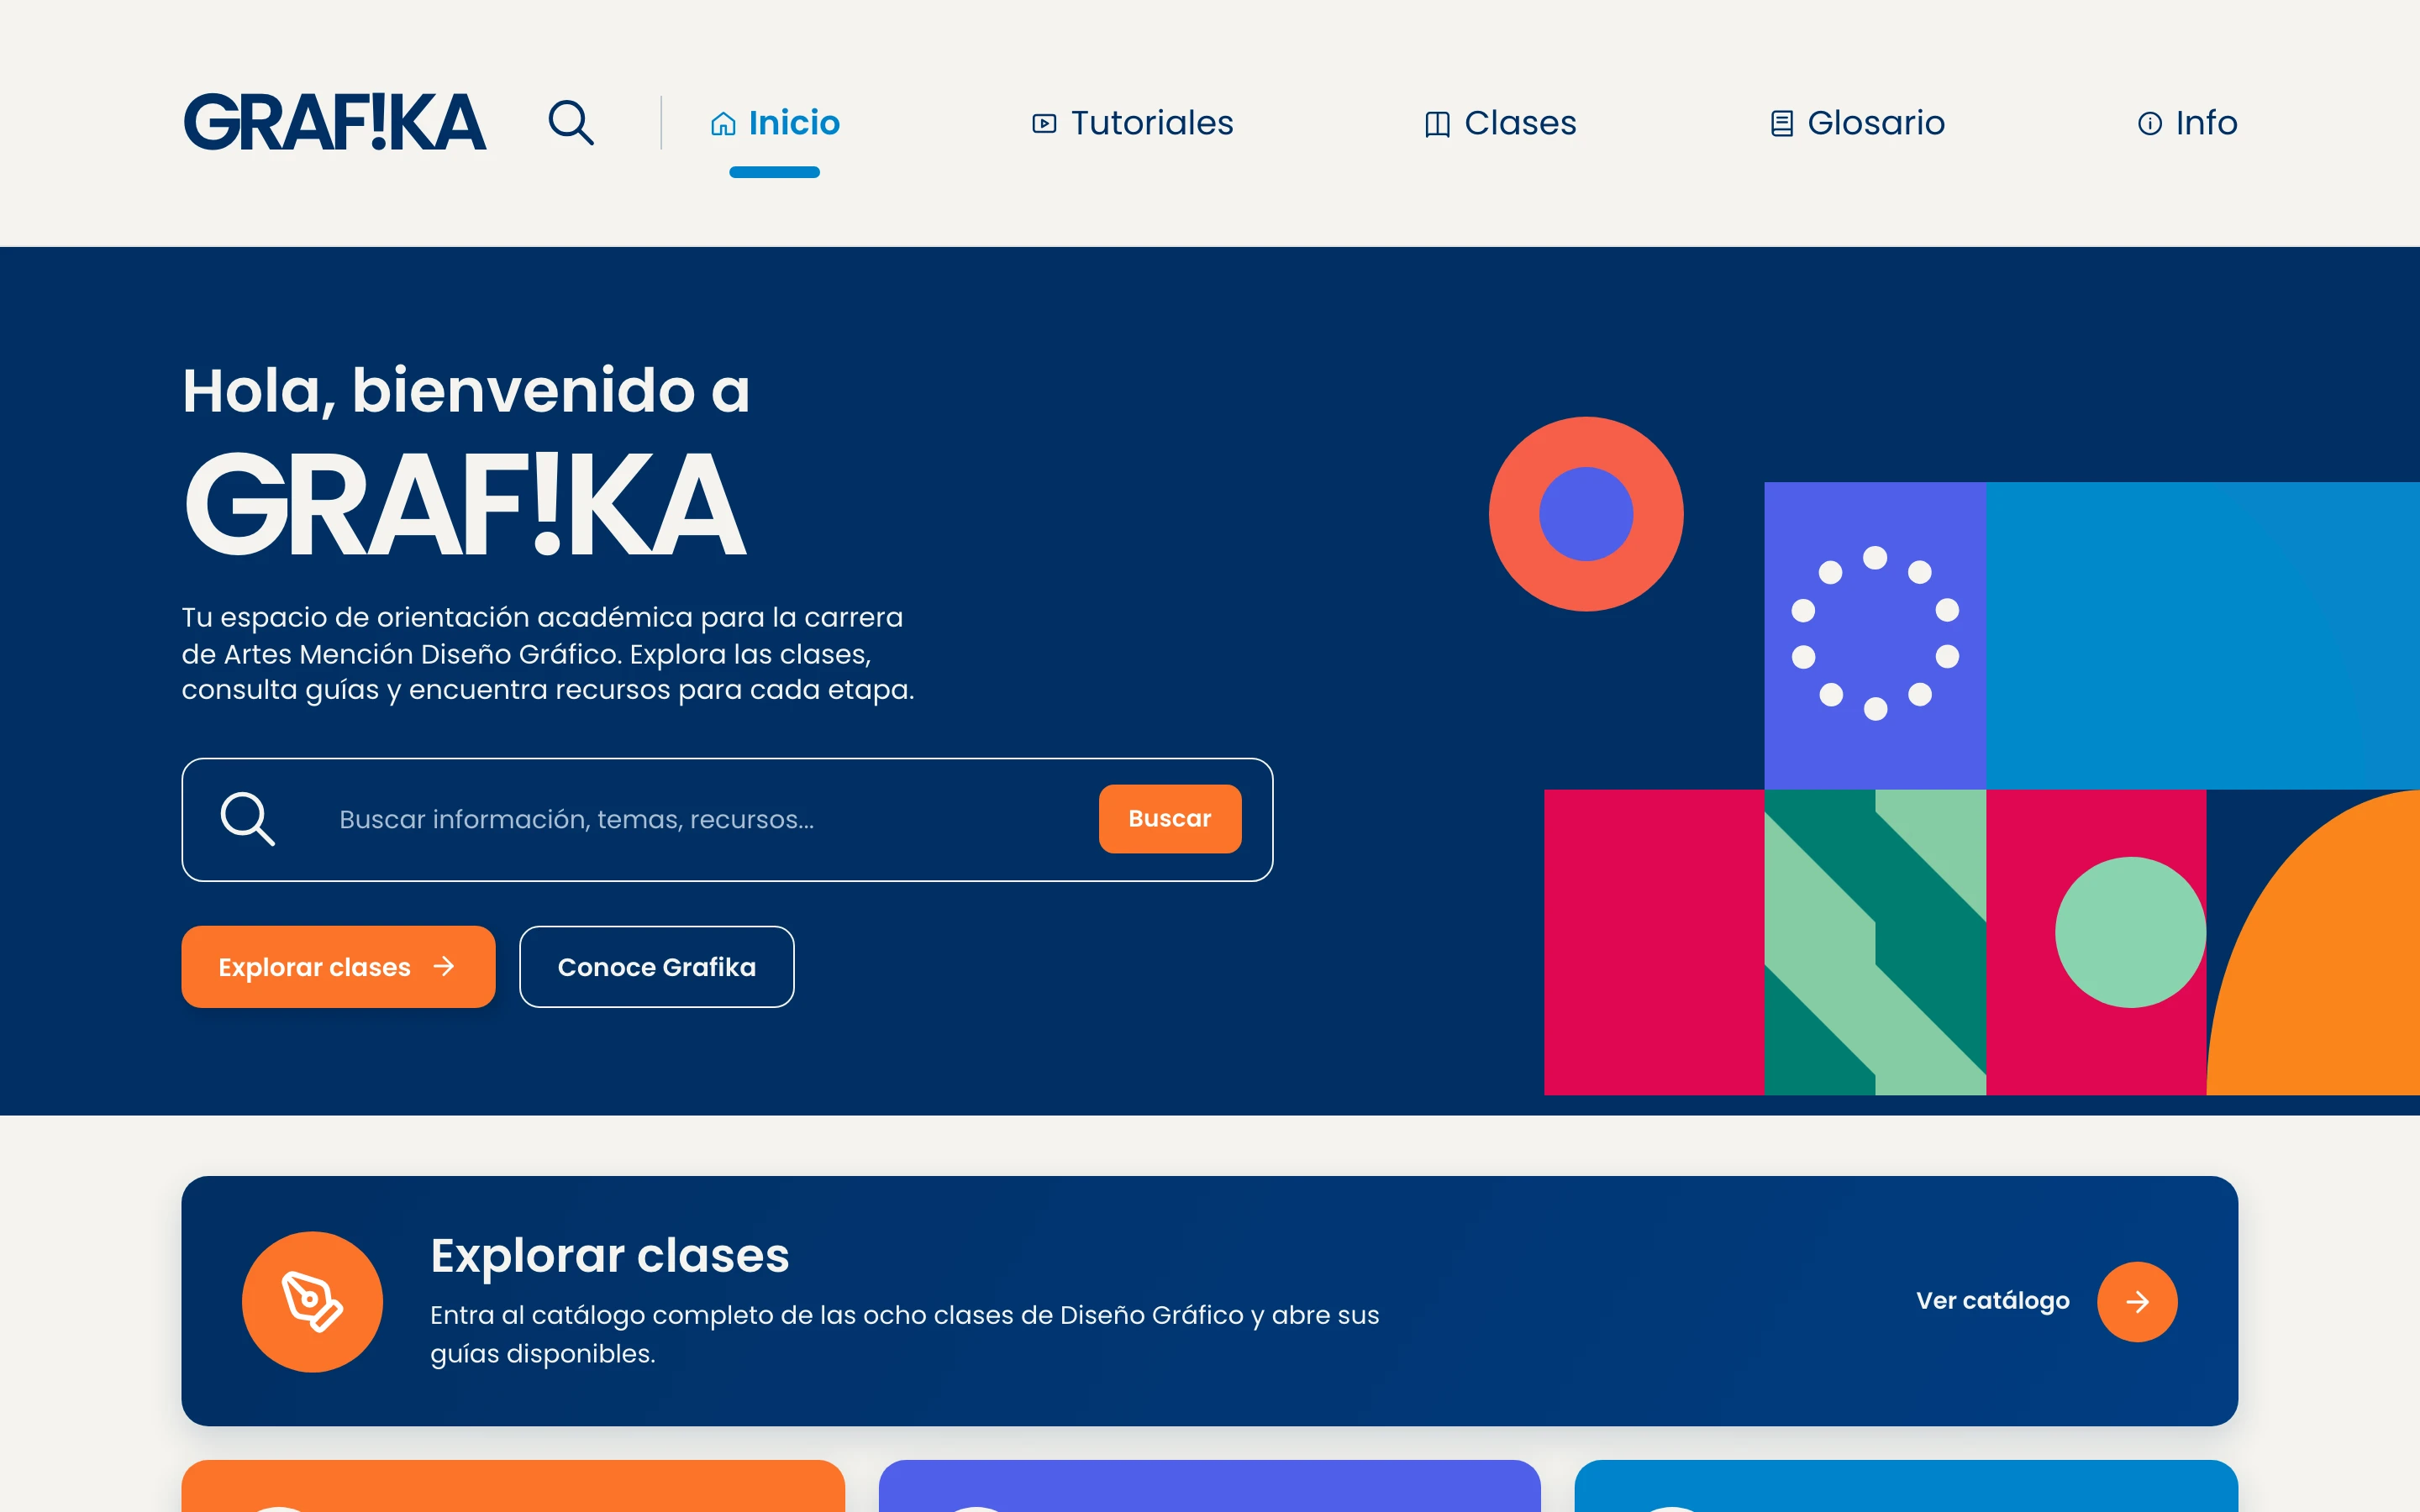 GRAF!KA
Inicio
Tutoriales
Clases
Glosario
Info
Hola, bienvenido a
GRAF!KA
Tu espacio de orientación académica para la carrera
de Artes Mención Diseño Gráfico. Explora las clases,
consulta guías y encuentra recursos para cada etapa.
Buscar información, temas, recursos...
Buscar
Explorar clases
Conoce Grafika
Explorar clases
Entra al catálogo completo de las ocho clases de Diseño Gráfico y abre sus
guías disponibles.
Ver catálogo